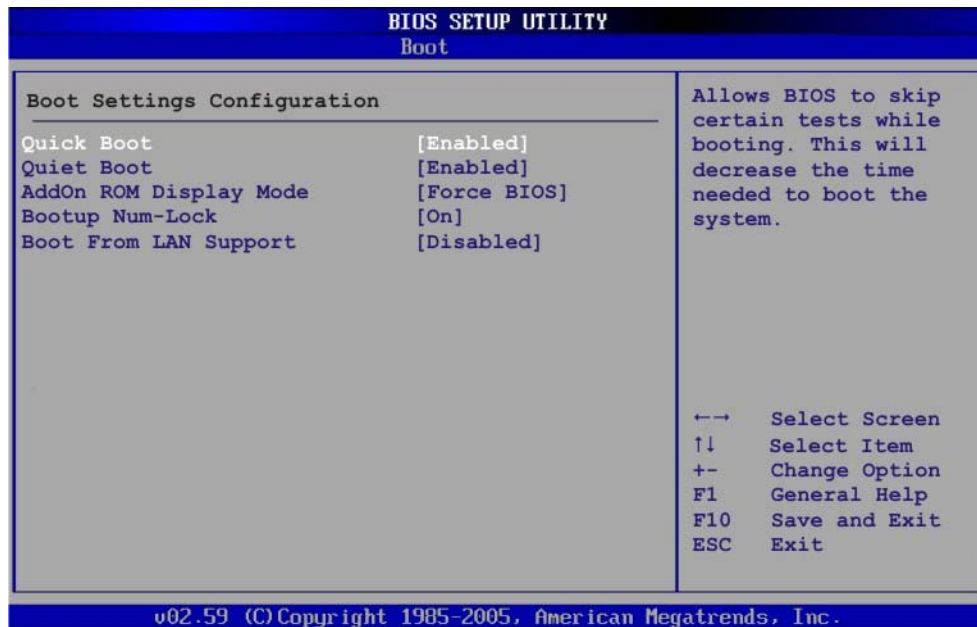 BIOS SETUP UTILITY
Boot
Boot Settings Configuration
Quick Boot [Enabled]
Quiet Boot [Enabled]
AddOn ROM Display Mode [Force BIOS]
Bootup Num-Lock [On]
Boot From LAN Support [Disabled]
Allows BIOS to skip
certain tests while
booting. This will
decrease the time
needed to boot the
system.
←→ Select Screen
↑↓ Select Item
+- Change Option
F1 General Help
F10 Save and Exit
ESC Exit
v02.59 (C)Copyright 1985-2005, American Megatrends, Inc.